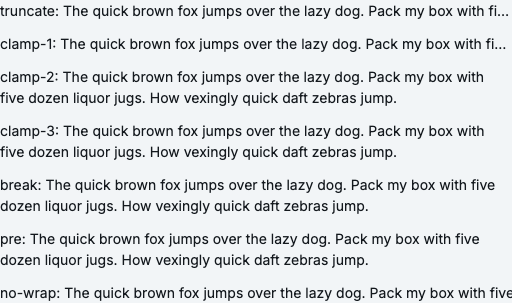 truncate: The quick brown fox jumps over the lazy dog. Pack my box with fi…
clamp-1: The quick brown fox jumps over the lazy dog. Pack my box with fi…
clamp-2: The quick brown fox jumps over the lazy dog. Pack my box with
five dozen liquor jugs. How vexingly quick daft zebras jump.
clamp-3: The quick brown fox jumps over the lazy dog. Pack my box with
five dozen liquor jugs. How vexingly quick daft zebras jump.
break: The quick brown fox jumps over the lazy dog. Pack my box with five
dozen liquor jugs. How vexingly quick daft zebras jump.
pre: The quick brown fox jumps over the lazy dog. Pack my box with
five dozen liquor jugs. How vexingly quick daft zebras jump.
no-wrap: The quick brown fox jumps over the lazy dog. Pack my box with five